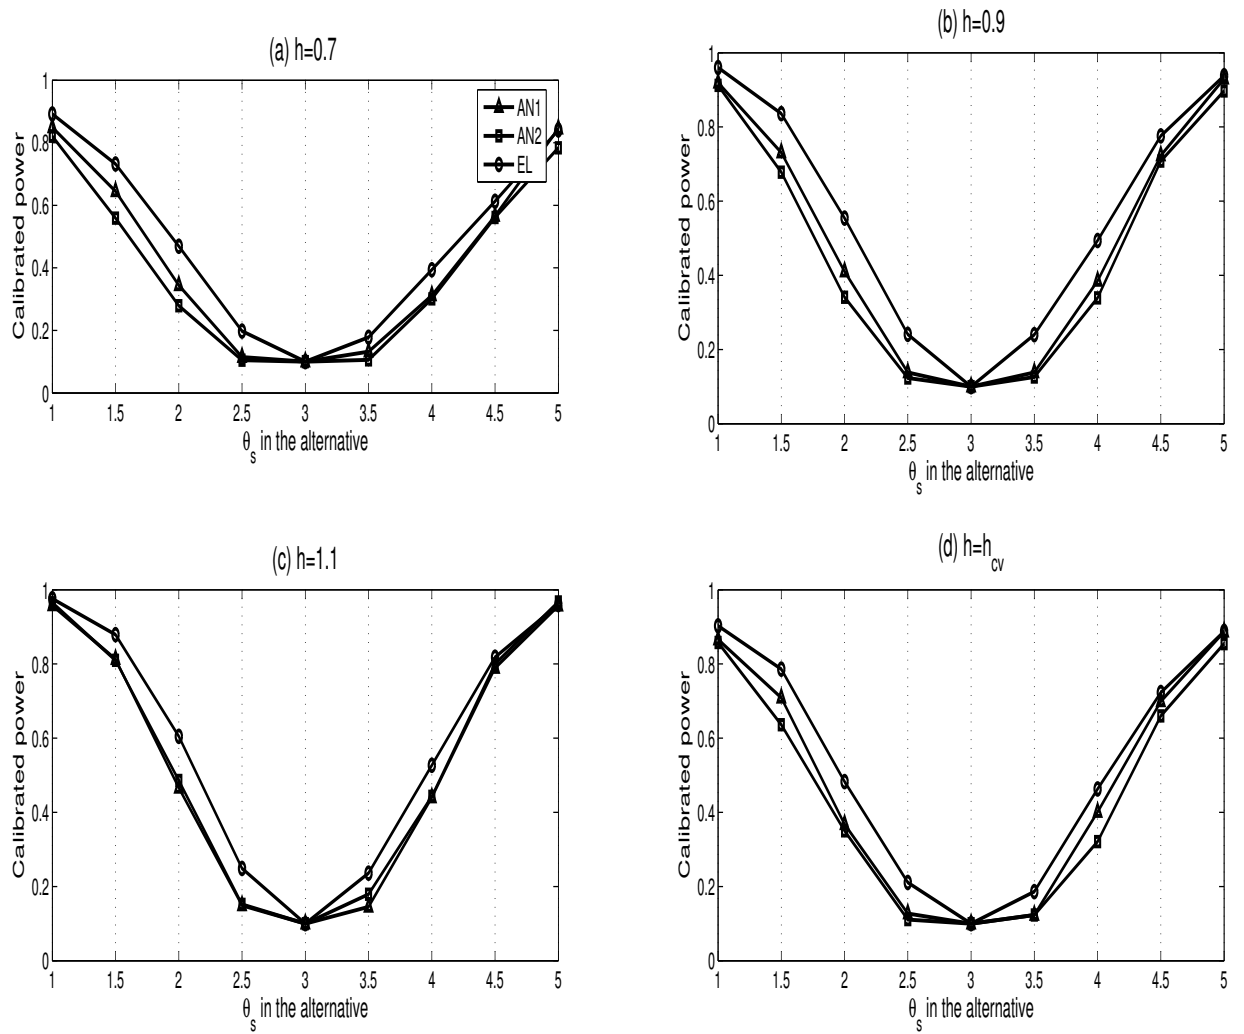 (a) h=0.7
Calibrated power
1
0.8
0.6
0.4
0.2
0
AN1
AN2
EL
1 1.5 2 2.5 3 3.5 4 4.5 5
θs in the alternative
(b) h=0.9
Calibrated power
1
0.8
0.6
0.4
0.2
0
1 1.5 2 2.5 3 3.5 4 4.5 5
θs in the alternative
(c) h=1.1
Calibrated power
1
0.8
0.6
0.4
0.2
0
1 1.5 2 2.5 3 3.5 4 4.5 5
θs in the alternative
(d) h=hcv
Calibrated power
1
0.8
0.6
0.4
0.2
0
1 1.5 2 2.5 3 3.5 4 4.5 5
θs in the alternative